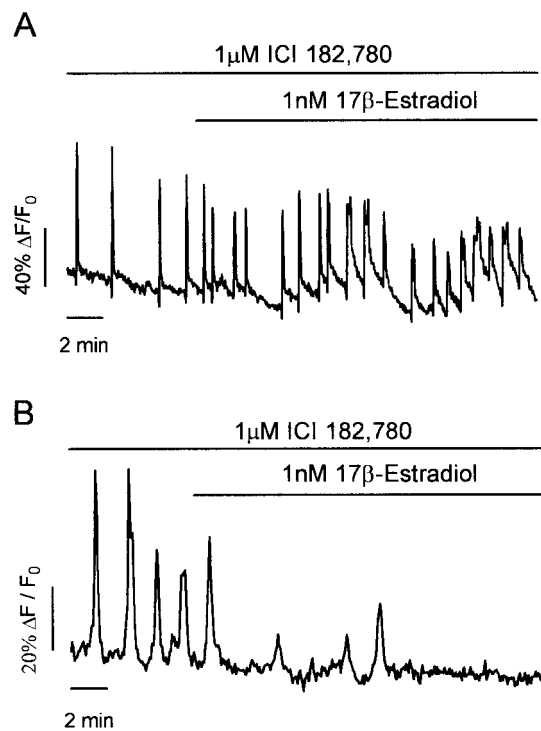 A
1μM ICI 182,780
1nM 17β-Estradiol
40% ΔF/F₀
2 min
B
1μM ICI 182,780
1nM 17β-Estradiol
20% ΔF / F₀
2 min